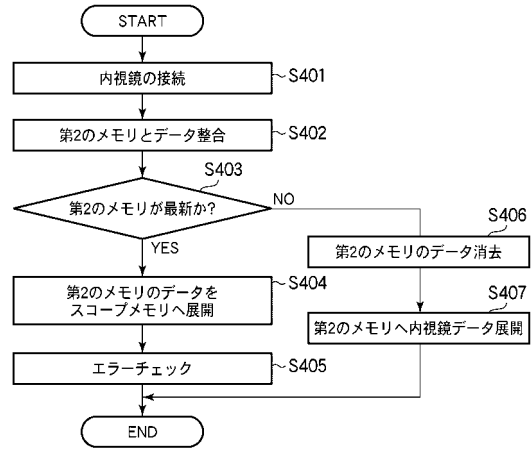 START
内視鏡の接続
S401
第2のメモリとデータ整合
S402
S403
第2のメモリが最新か?
NO
YES
S406
第2のメモリのデータ消去
第2のメモリのデータを
スコープメモリへ展開
S404
S407
第2のメモリへ内視鏡データ展開
エラーチェック
S405
END